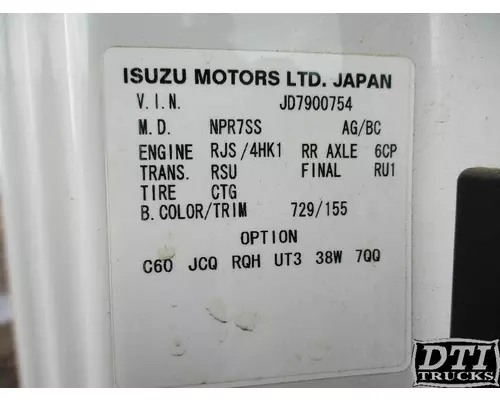 ISUZU MOTORS LTD. JAPAN
V.I.N. JD7900754
M.D. NPR7SS AG/BC
ENGINE RJS/4HK1 RR AXLE 6CP
TRANS. RSU FINAL RU1
TIRE CTG
B.COLOR/TRIM 729/155
OPTION
C60 JCQ RQH UT3 38W 7QQ
DTI
TRUCKS